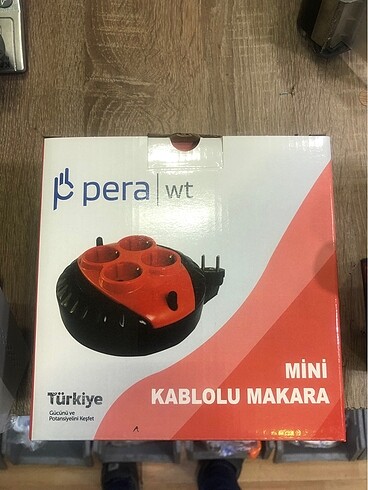 pera | wt
MİNİ
KABLOLU MAKARA
Türkiye
Gücünü ve
Potansiyelini Keşfet